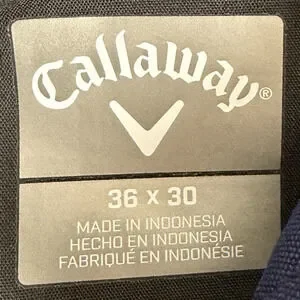 Callaway®
36 x 30
MADE IN INDONESIA
HECHO EN INDONESIA
FABRIQUÉ EN INDONÉSIE